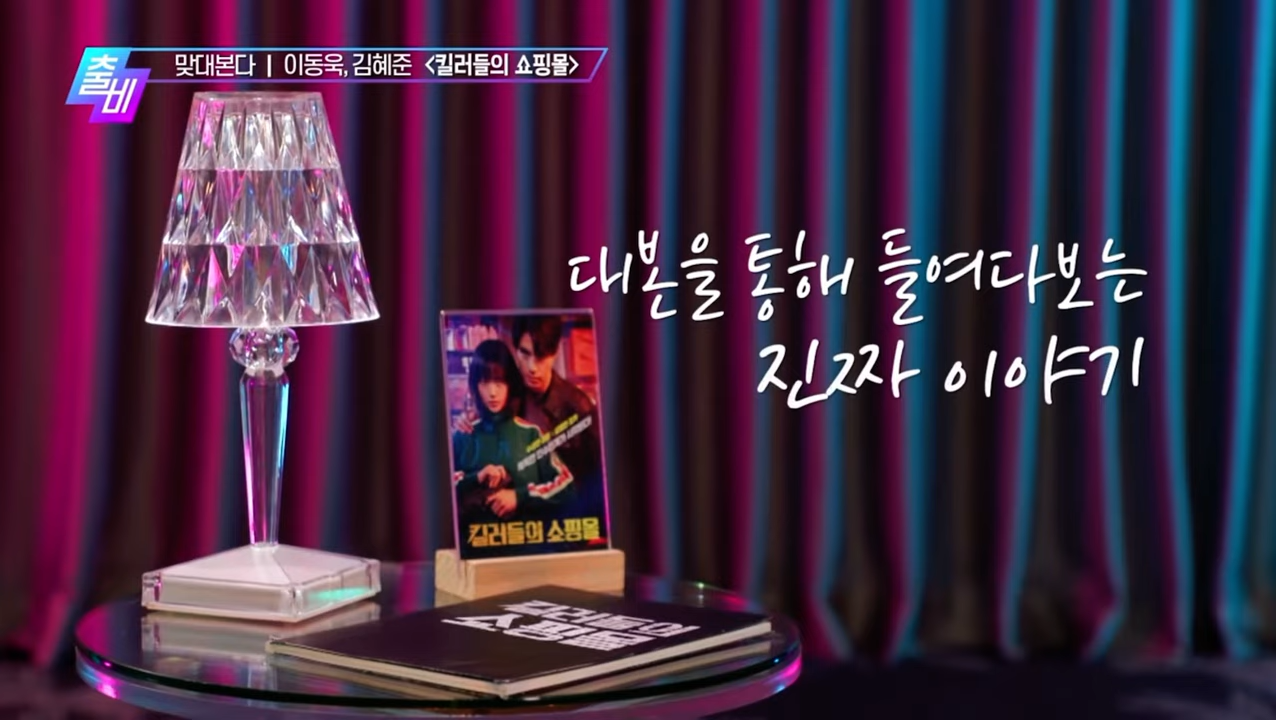 출비
맞대본다 | 이동욱, 김혜준 <킬러들의 쇼핑몰>
대본을 통해 들여다보는
진짜 이야기
킬러들의 쇼핑몰
킬러들의
쇼핑몰